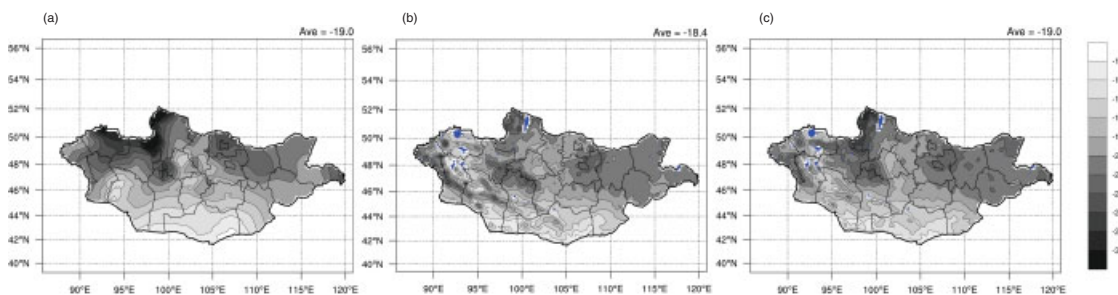 (a)
(b)
(c)
Ave = -19.0
Ave = -18.4
Ave = -19.0
56°N
54°N
52°N
50°N
48°N
46°N
44°N
42°N
40°N
90°E
95°E
100°E
105°E
110°E
115°E
120°E
56°N
54°N
52°N
50°N
48°N
46°N
44°N
42°N
40°N
90°E
95°E
100°E
105°E
110°E
115°E
120°E
56°N
54°N
52°N
50°N
48°N
46°N
44°N
42°N
40°N
90°E
95°E
100°E
105°E
110°E
115°E
120°E